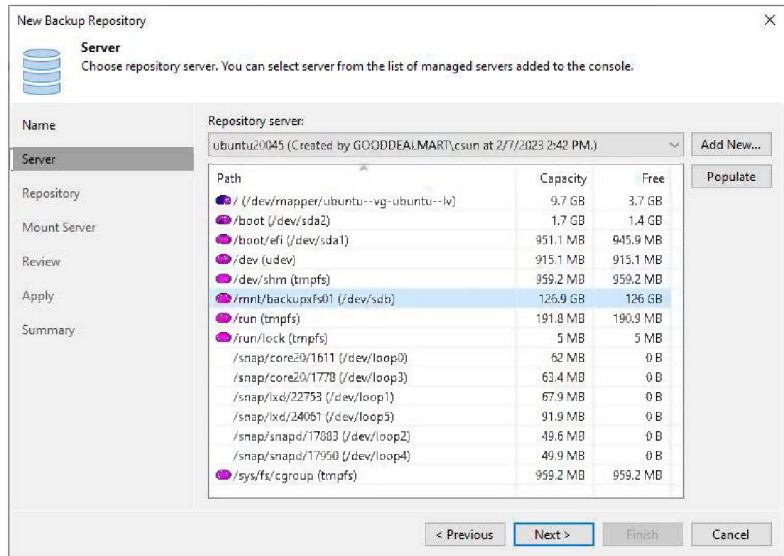 New Backup Repository
Server
Choose repository server. You can select server from the list of managed servers added to the console.
Name
Server
Repository
Mount Server
Review
Apply
Summary
Repository server:
ubuntu20045 (Created by GOODDEALMART\csun at 2/7/2023 2:42 PM.)
Add New...
Populate
Path Capacity Free
/ (/dev/mapper/ubuntu--vg-ubuntu--lv) 9.7 GB 3.7 GB
/boot (/dev/sda2) 1.7 GB 1.4 GB
/boot/efi (/dev/sda1) 951.1 MB 945.9 MB
/dev (udev) 915.1 MB 915.1 MB
/dev/shm (tmpfs) 959.2 MB 959.2 MB
/mnt/backupxfs01 (/dev/sdb) 126.9 GB 126 GB
/run (tmpfs) 191.8 MB 190.9 MB
/run/lock (tmpfs) 5 MB 5 MB
/snap/core20/1611 (/dev/loop0) 62 MB 0 B
/snap/core20/1778 (/dev/loop3) 63.4 MB 0 B
/snap/lxd/22753 (/dev/loop1) 67.9 MB 0 B
/snap/lxd/24061 (/dev/loop5) 91.9 MB 0 B
/snap/snapd/17883 (/dev/loop2) 49.6 MB 0 B
/snap/snapd/17950 (/dev/loop4) 49.9 MB 0 B
/sys/fs/cgroup (tmpfs) 959.2 MB 959.2 MB
< Previous
Next >
Finish
Cancel